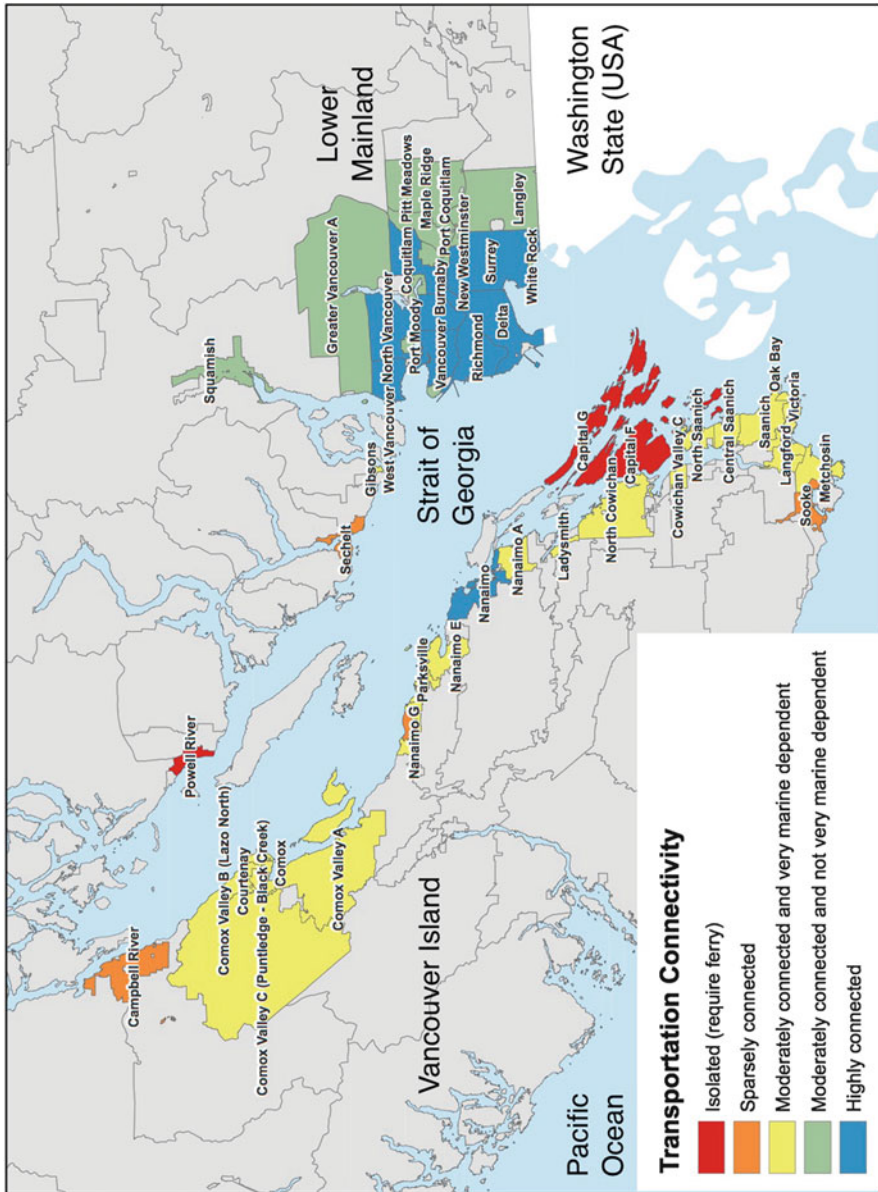 Lower
Mainland
Washington
State (USA)
Strait of
Georgia
Vancouver Island
Pacific
Ocean
Squamish
Greater Vancouver A
Pitt Meadows
Maple Ridge
Port Coquitlam
Langley
Coquitlam
North Vancouver
West Vancouver
Port Moody
Burnaby
Vancouver
New Westminster
Surrey
White Rock
Richmond
Delta
Gibsons
Sechelt
Powell River
Campbell River
Comox Valley B (Lazo North)
Courtenay
Comox Valley C (Puntledge - Black Creek)
Comox
Comox Valley A
Nanaimo G
Parksville
Nanaimo E
Nanaimo
Nanaimo A
Ladysmith
North Cowichan
Capital G
Capital F
Cowichan Valley C
North Saanich
Central Saanich
Saanich
Oak Bay
Victoria
Langford
Metchosin
Sooke
Transportation Connectivity
Isolated (require ferry)
Sparsely connected
Moderately connected and very marine dependent
Moderately connected and not very marine dependent
Highly connected